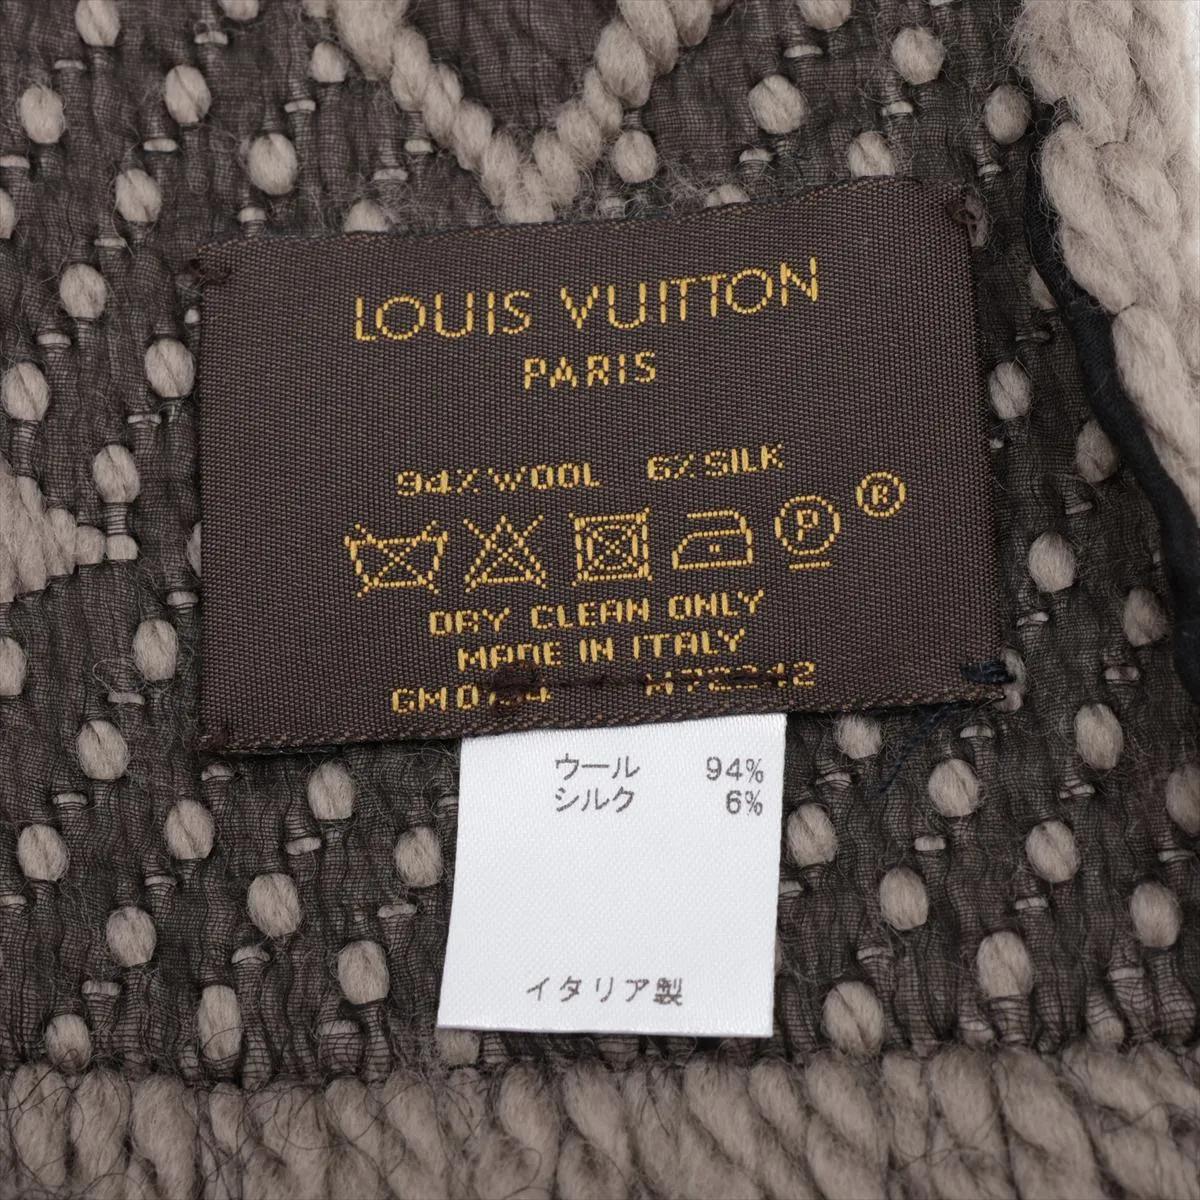 LOUIS VUITTON
PARIS
94% WOOL 6% SILK
P ®
DRY CLEAN ONLY
MADE IN ITALY
M72242
ウール 94%
シルク 6%
イタリア製